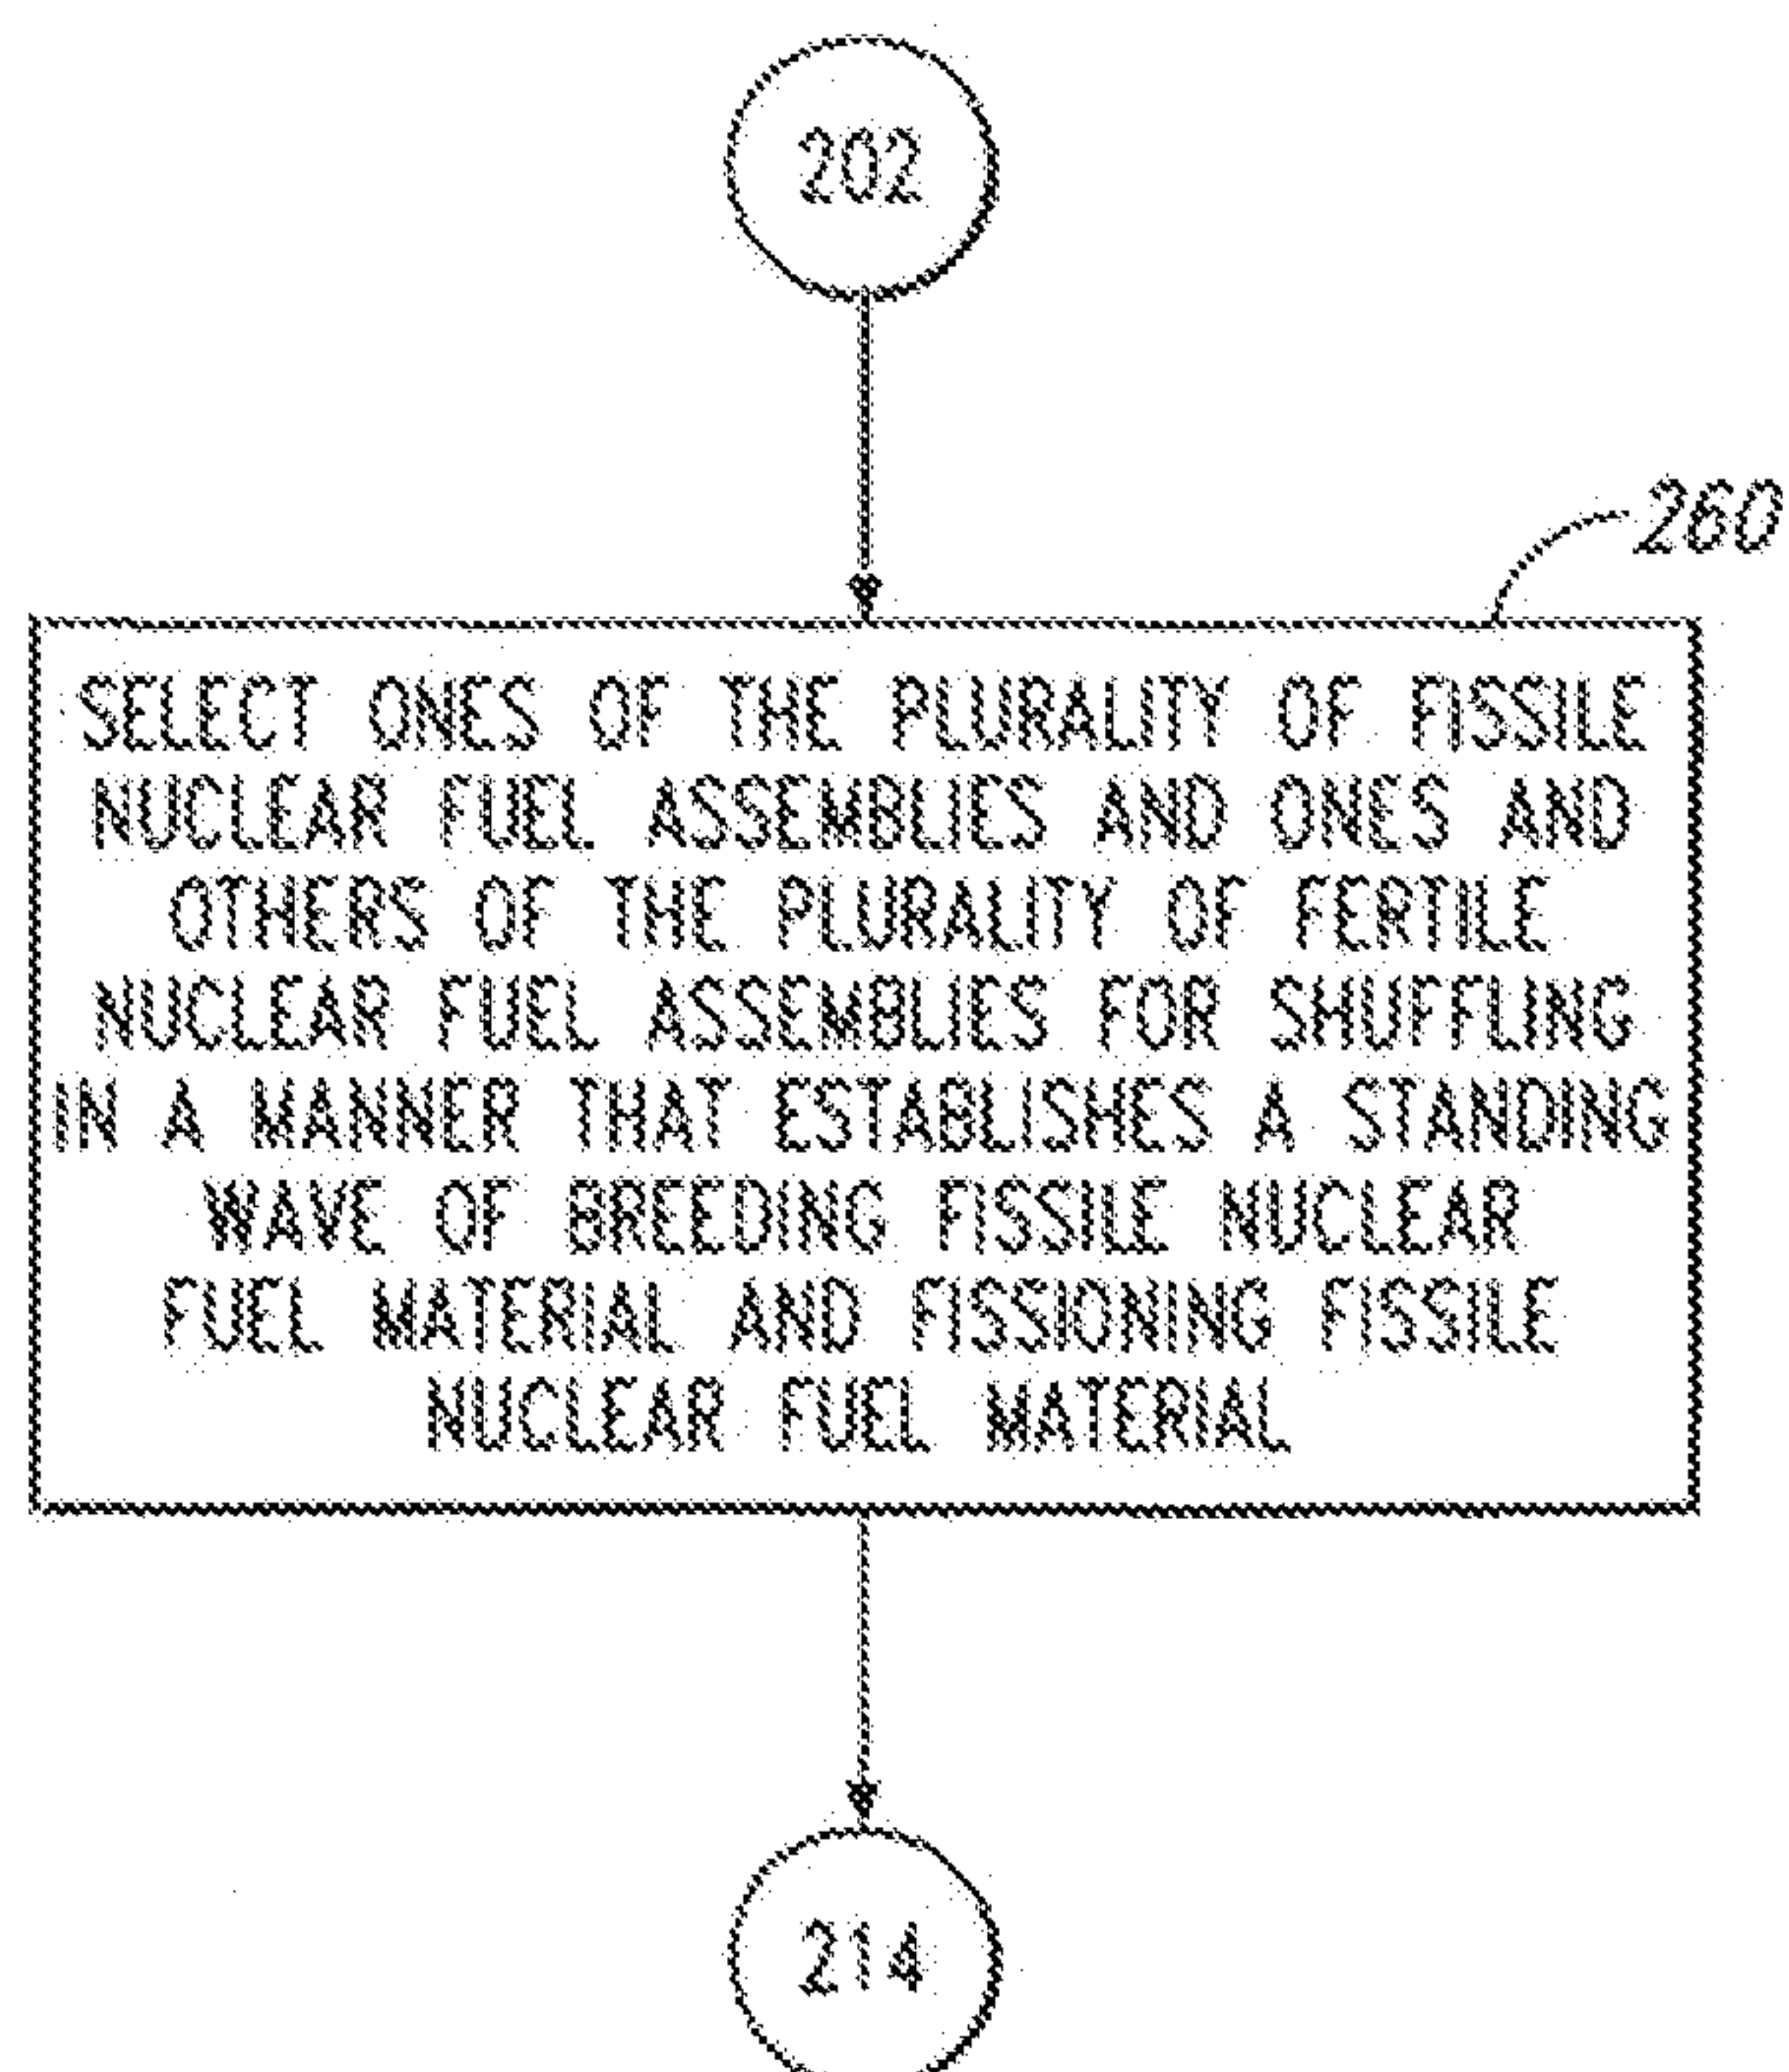 202
260
SELECT ONES OF THE PLURALITY OF FISSILE
NUCLEAR FUEL ASSEMBLIES AND ONES AND
OTHERS OF THE PLURALITY OF FERTILE
NUCLEAR FUEL ASSEMBLIES FOR SHUFFLING
IN A MANNER THAT ESTABLISHES A STANDING
WAVE OF BREEDING FISSILE NUCLEAR
FUEL MATERIAL AND FISSIONING FISSILE
NUCLEAR FUEL MATERIAL
214